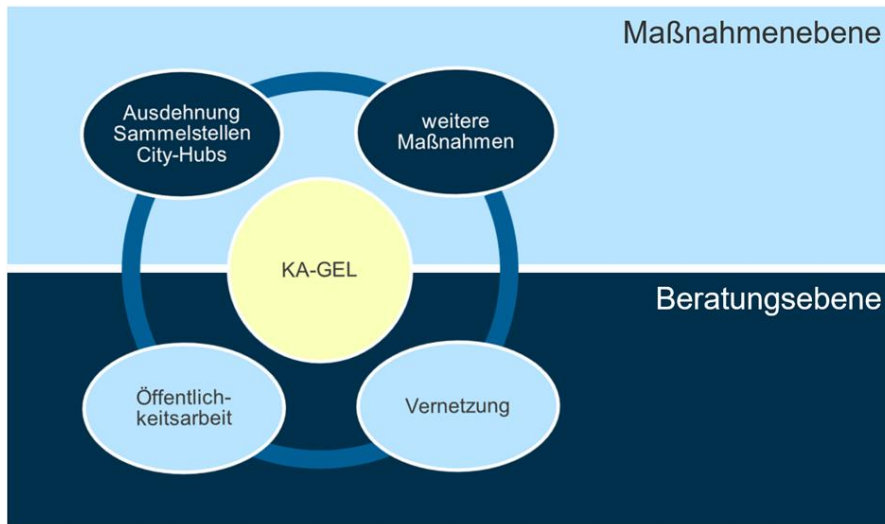 Maßnahmenebene
Ausdehnung
Sammelstellen
City-Hubs
weitere
Maßnahmen
KA-GEL
Beratungsebene
Öffentlich-
keitsarbeit
Vernetzung